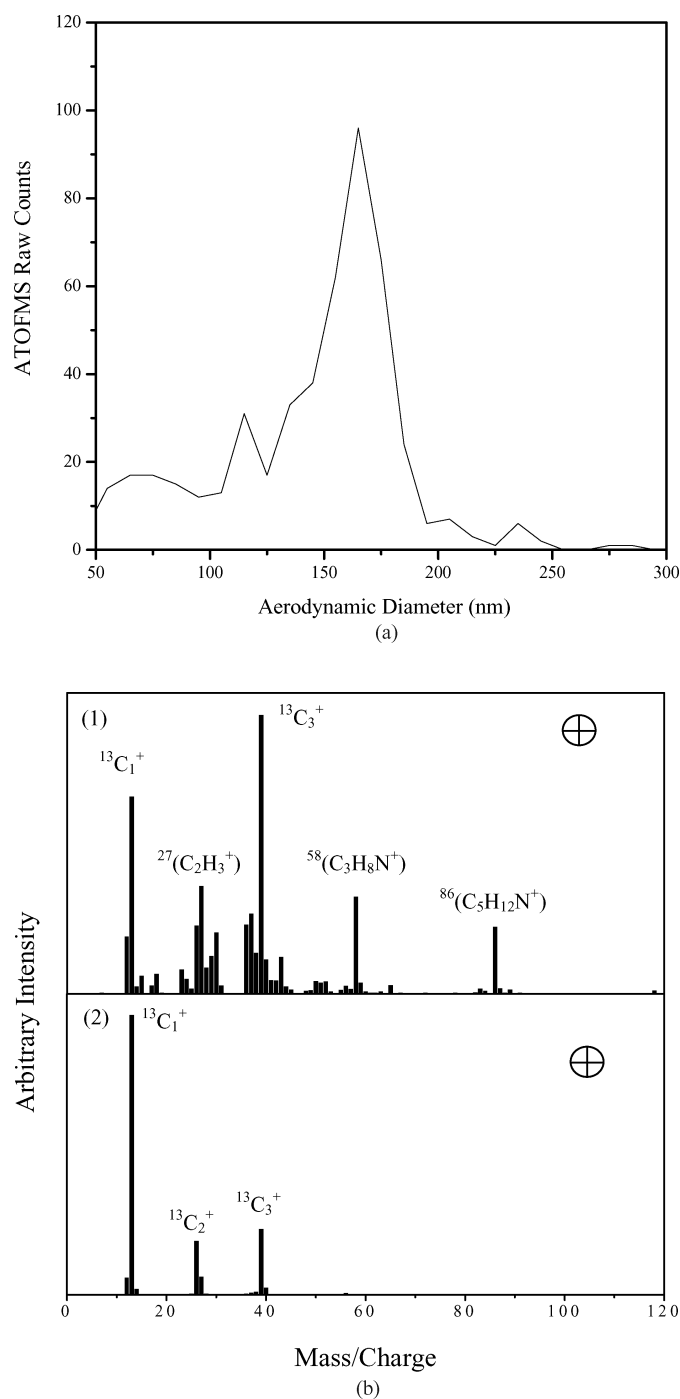 120
100
80
60
40
20
0
ATOFMS Raw Counts
50 100 150 200 250 300
Aerodynamic Diameter (nm)
(a)
(1)
¹³C₁⁺
²⁷(C₂H₃⁺)
¹³C₃⁺
⁵⁸(C₃H₈N⁺)
⁸⁶(C₅H₁₂N⁺)
(2)
¹³C₁⁺
¹³C₂⁺
¹³C₃⁺
Arbitrary Intensity
0 20 40 60 80 100 120
Mass/Charge
(b)